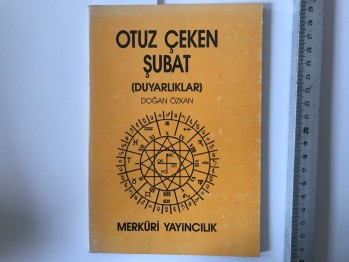 OTUZ ÇEKEN
ŞUBAT
(DUYARLIKLAR)
DOĞAN ÖZKAN
MERKÜRİ YAYINCILIK